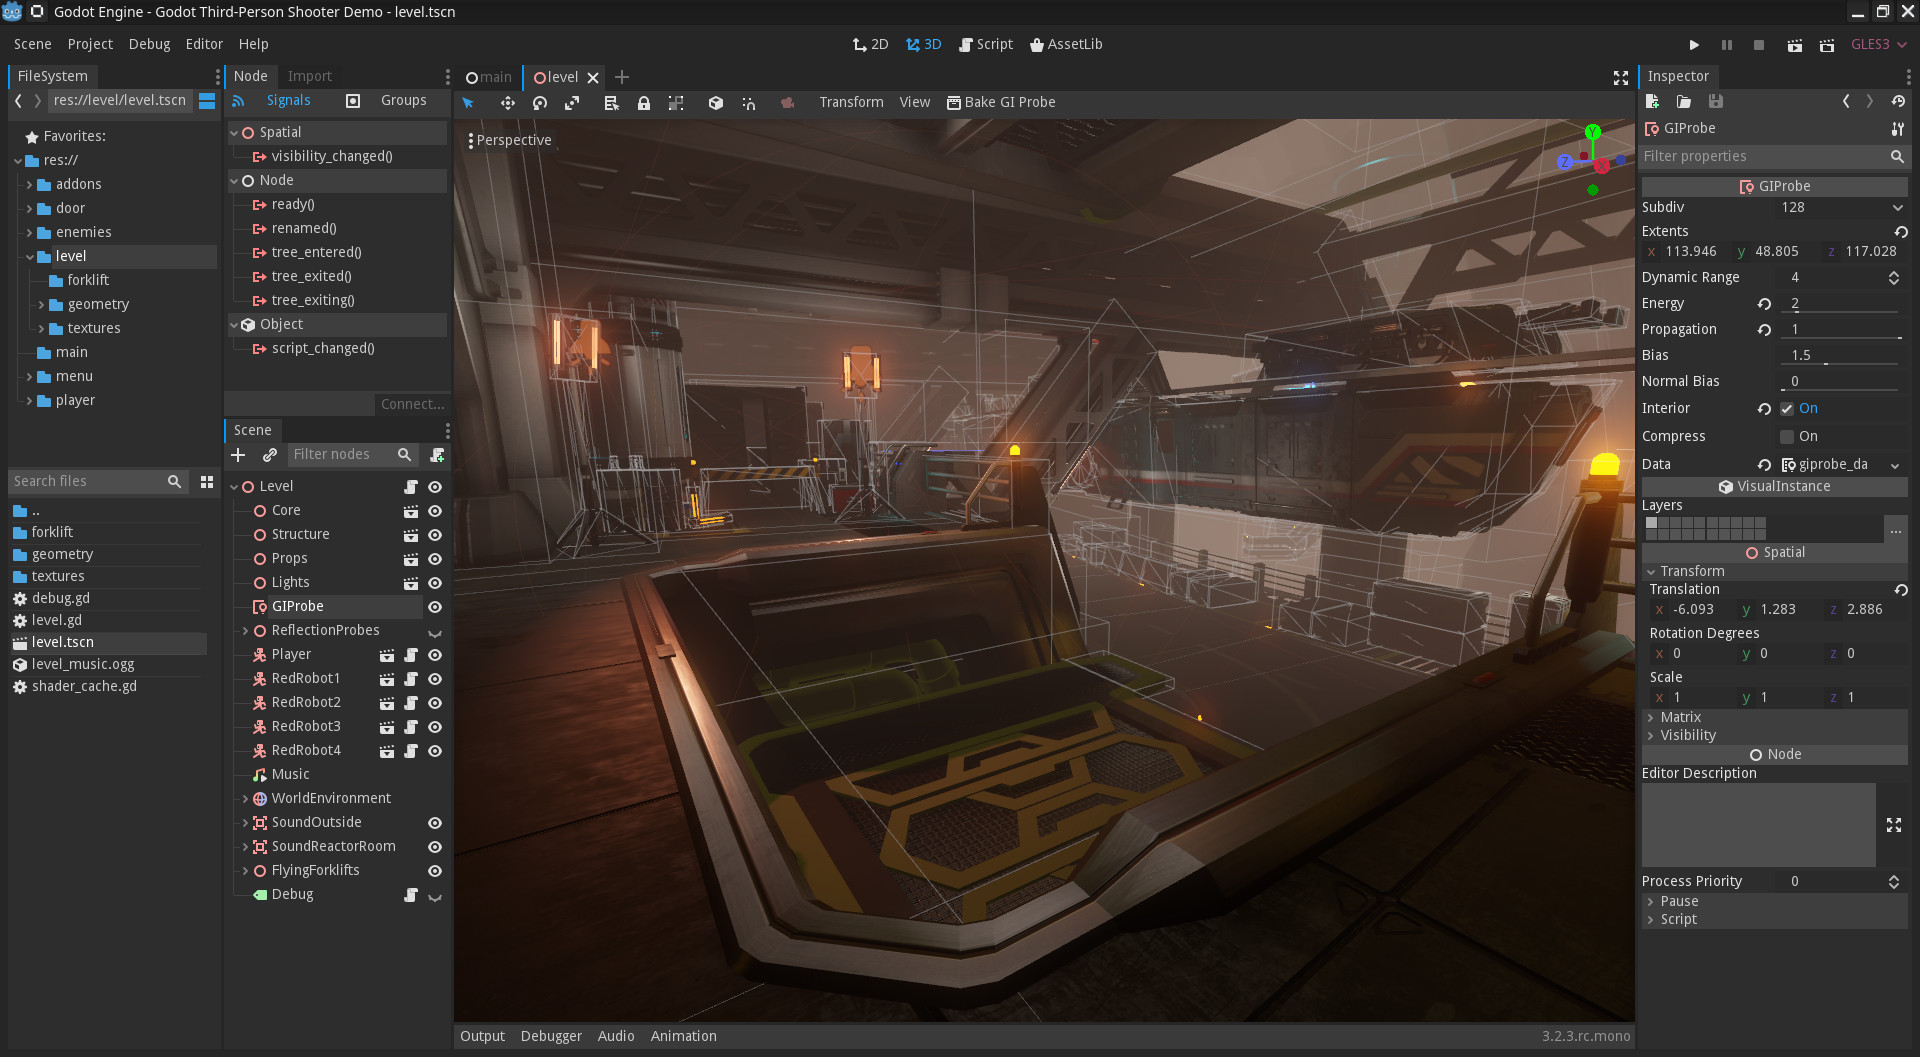 Godot Engine - Godot Third-Person Shooter Demo - level.tscn
Scene Project Debug Editor Help
2D 3D Script AssetLib
GLES3
FileSystem
res://level/level.tscn
Favorites:
res://
addons
door
enemies
level
forklift
geometry
textures
main
menu
player
Search files
..
forklift
geometry
textures
debug.gd
level.gd
level.tscn
level_music.ogg
shader_cache.gd
Node Import
Signals Groups
Spatial
visibility_changed()
Node
ready()
renamed()
tree_entered()
tree_exited()
tree_exiting()
Object
script_changed()
Connect...
Scene
Filter nodes
Level
Core
Structure
Props
Lights
GIProbe
ReflectionProbes
Player
RedRobot1
RedRobot2
RedRobot3
RedRobot4
Music
WorldEnvironment
SoundOutside
SoundReactorRoom
FlyingForklifts
Debug
main level
Transform View Bake GI Probe
Perspective
Y
Z X
Output Debugger Audio Animation
3.2.3.rc.mono
Inspector
GIProbe
Filter properties
GIProbe
Subdiv 128
Extents
x 113.946 y 48.805 z 117.028
Dynamic Range 4
Energy 2
Propagation 1
Bias 1.5
Normal Bias 0
Interior On
Compress On
Data giprobe_da
VisualInstance
Layers
...
Spatial
Transform
Translation
x -6.093 y 1.283 z 2.886
Rotation Degrees
x 0 y 0 z 0
Scale
x 1 y 1 z 1
Matrix
Visibility
Node
Editor Description
Process Priority 0
Pause
Script